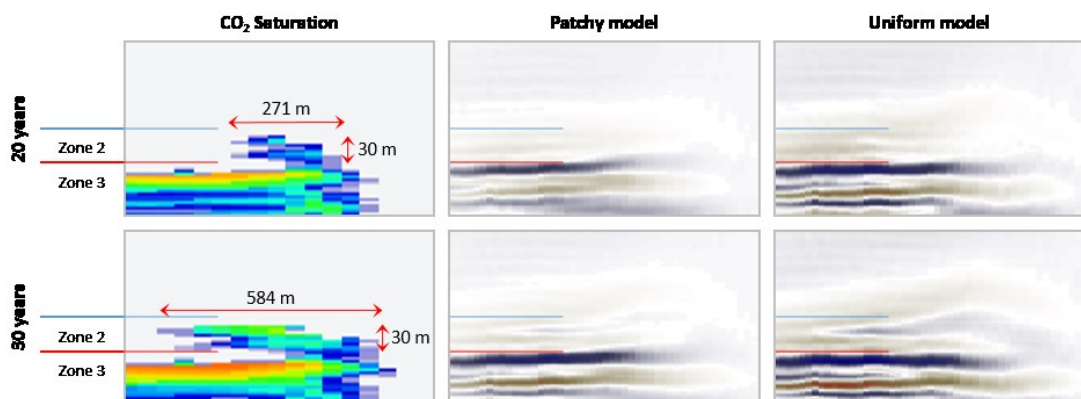 CO₂ Saturation
Patchy model
Uniform model
20 years
Zone 2
Zone 3
271 m
30 m
30 years
Zone 2
Zone 3
584 m
30 m